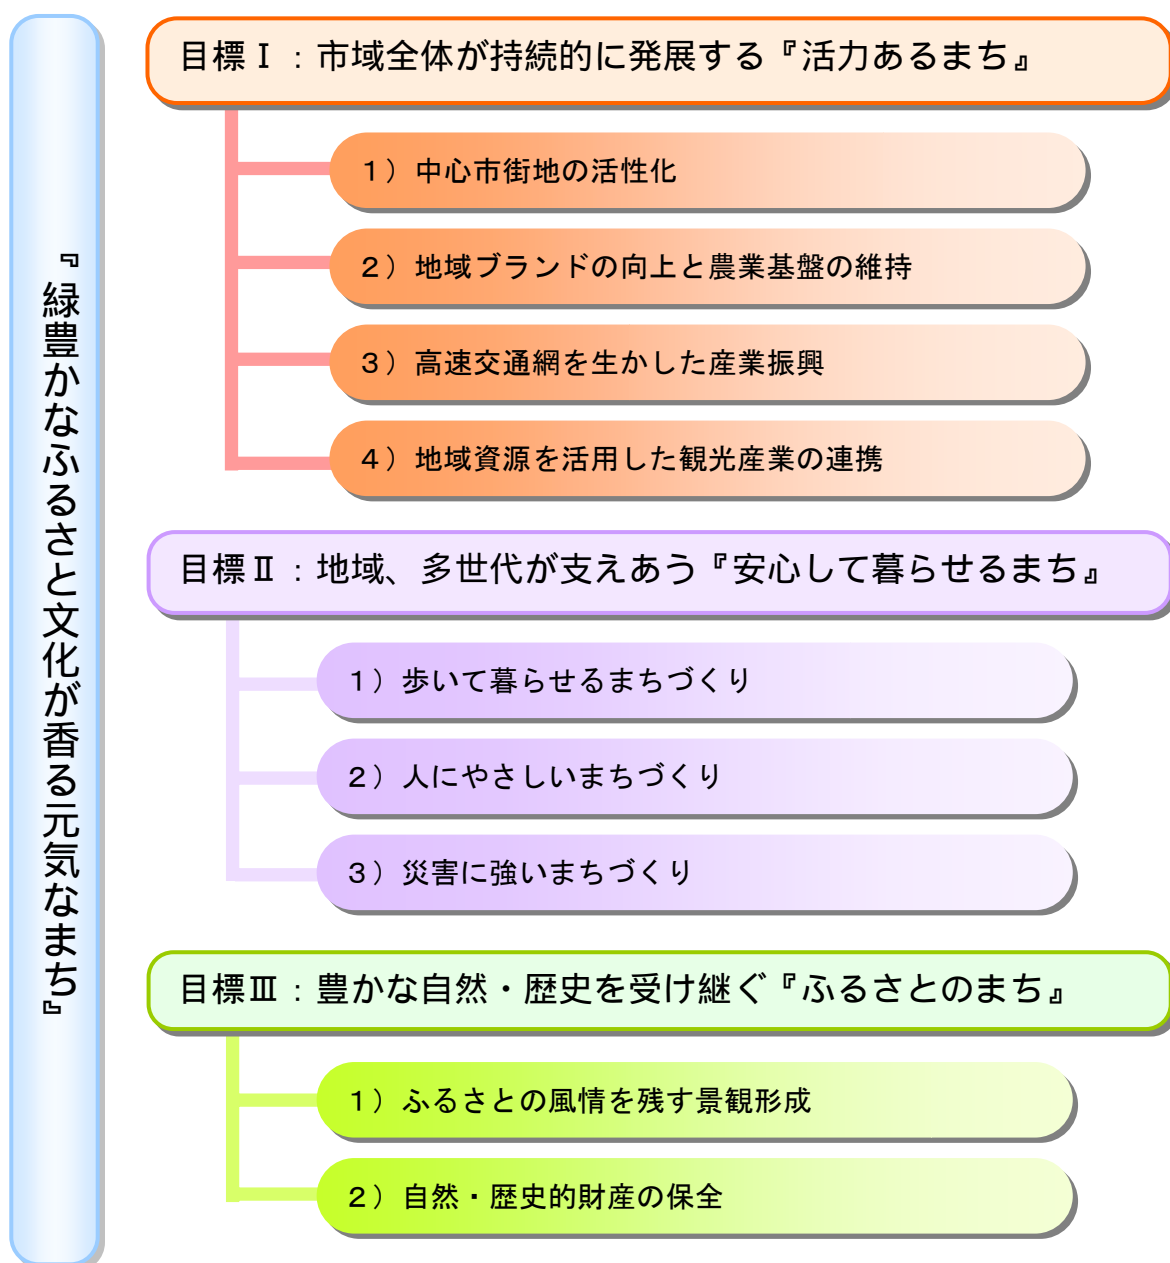 『緑豊かなふるさと文化が香る元気なまち』
目標Ⅰ：市域全体が持続的に発展する『活力あるまち』
１）中心市街地の活性化
２）地域ブランドの向上と農業基盤の維持
３）高速交通網を生かした産業振興
４）地域資源を活用した観光産業の連携
目標Ⅱ：地域、多世代が支えあう『安心して暮らせるまち』
１）歩いて暮らせるまちづくり
２）人にやさしいまちづくり
３）災害に強いまちづくり
目標Ⅲ：豊かな自然・歴史を受け継ぐ『ふるさとのまち』
１）ふるさとの風情を残す景観形成
２）自然・歴史的財産の保全